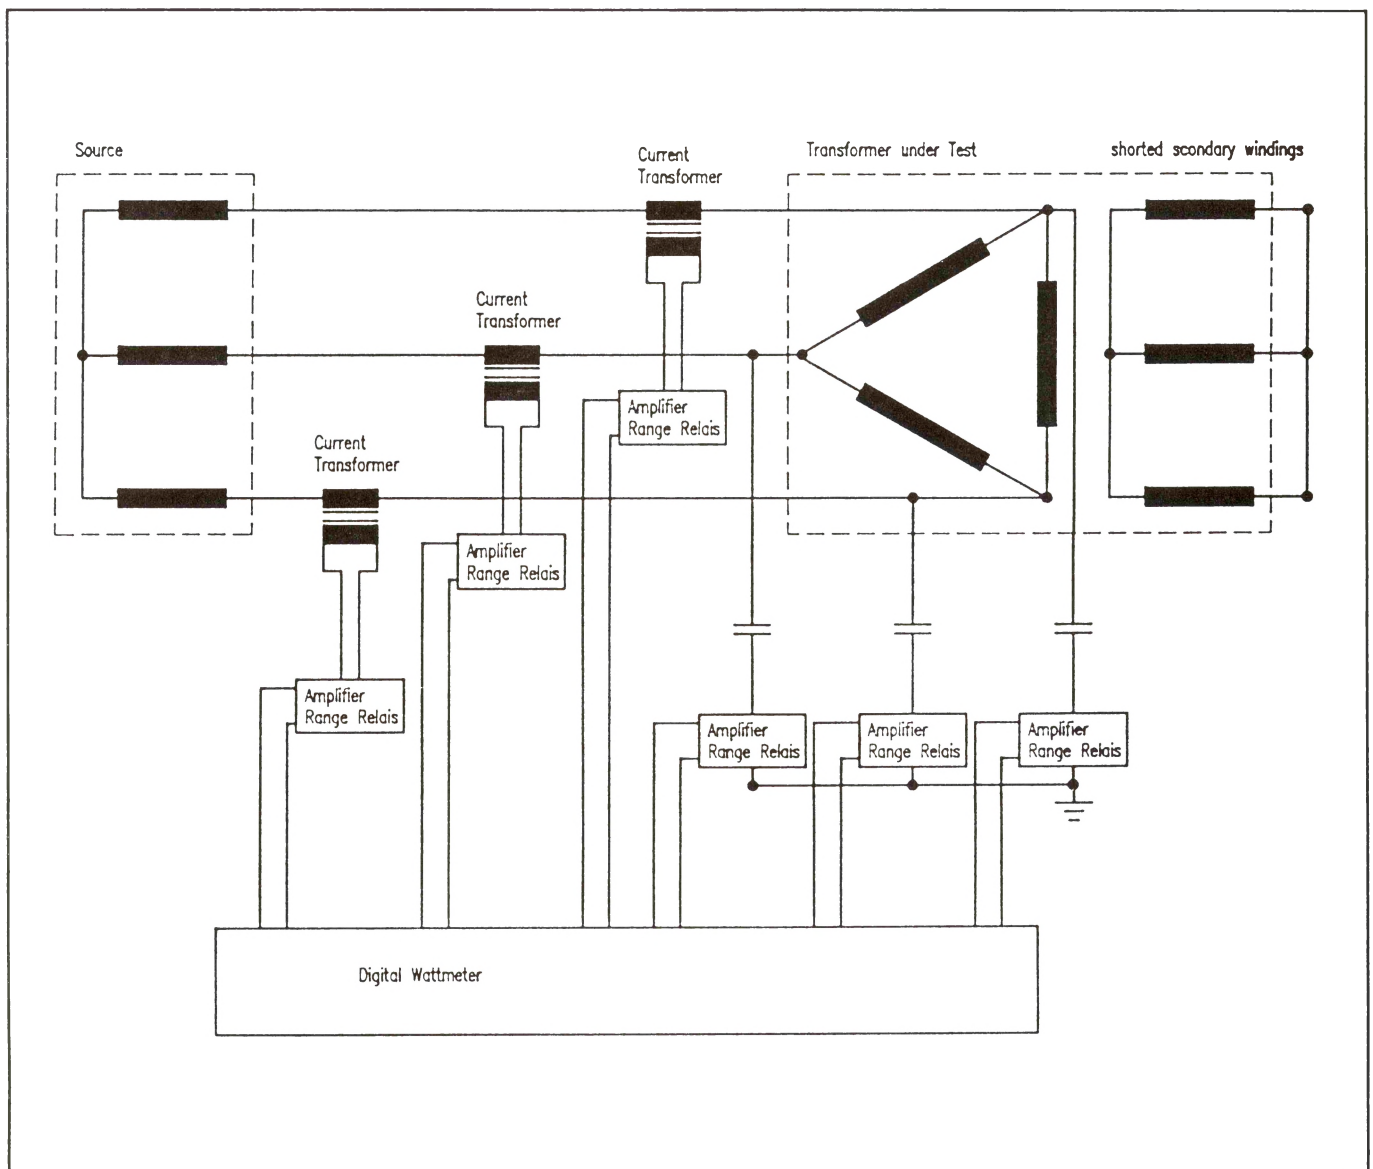 Source
Current
Transformer
Transformer under Test
shorted scondary windings
Current
Transformer
Amplifier
Range Relais
Current
Transformer
Amplifier
Range Relais
Amplifier
Range Relais
Amplifier
Range Relais
Amplifier
Range Relais
Amplifier
Range Relais
Digital Wattmeter